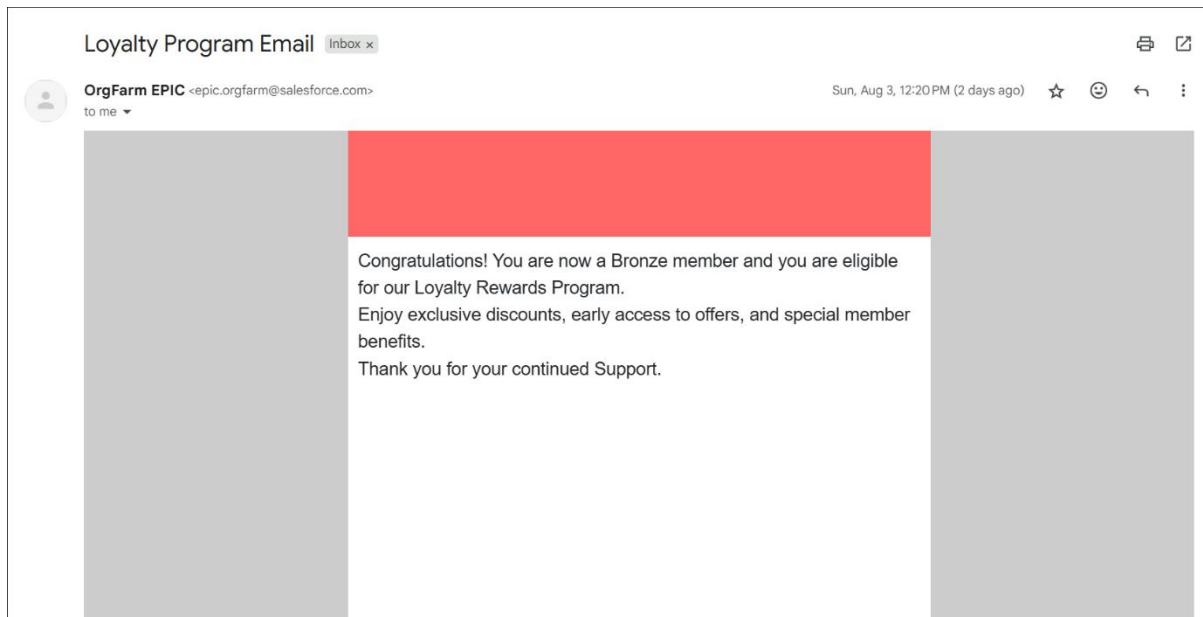 Loyalty Program Email Inbox x
OrgFarm EPIC <epic.orgfarm@salesforce.com> Sun, Aug 3, 12:20 PM (2 days ago)
to me
Congratulations! You are now a Bronze member and you are eligible
for our Loyalty Rewards Program.
Enjoy exclusive discounts, early access to offers, and special member
benefits.
Thank you for your continued Support.